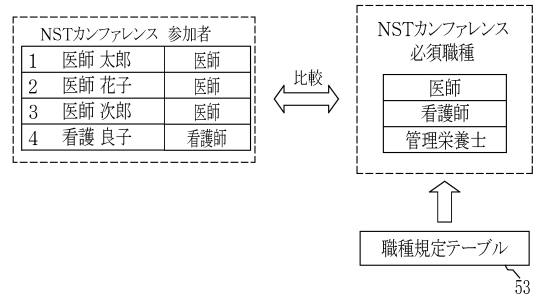 NSTカンファレンス 参加者
1 医師 太郎 医師
2 医師 花子 医師
3 医師 次郎 医師
4 看護 良子 看護師
比較
NSTカンファレンス
必須職種
医師
看護師
管理栄養士
職種規定テーブル
53